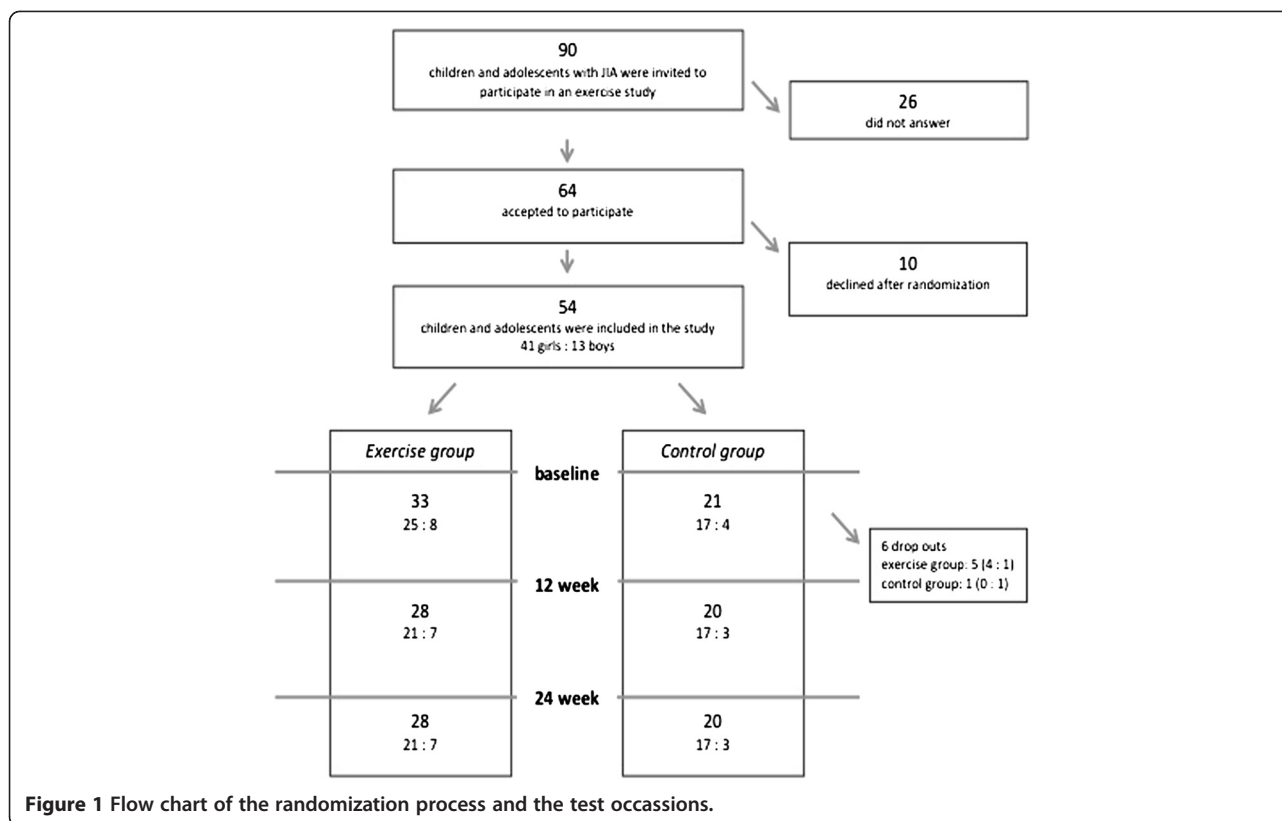 90
children and adolescents with JIA were invited to
participate in an exercise study
26
did not answer
64
accepted to participate
10
declined after randomization
54
children and adolescents were included in the study
41 girls : 13 boys
Exercise group
Control group
baseline
33
25 : 8
21
17 : 4
6 drop outs
exercise group: 5 (4 : 1)
control group: 1 (0 : 1)
12 week
28
21 : 7
20
17 : 3
24 week
28
21 : 7
20
17 : 3
Figure 1 Flow chart of the randomization process and the test occassions.